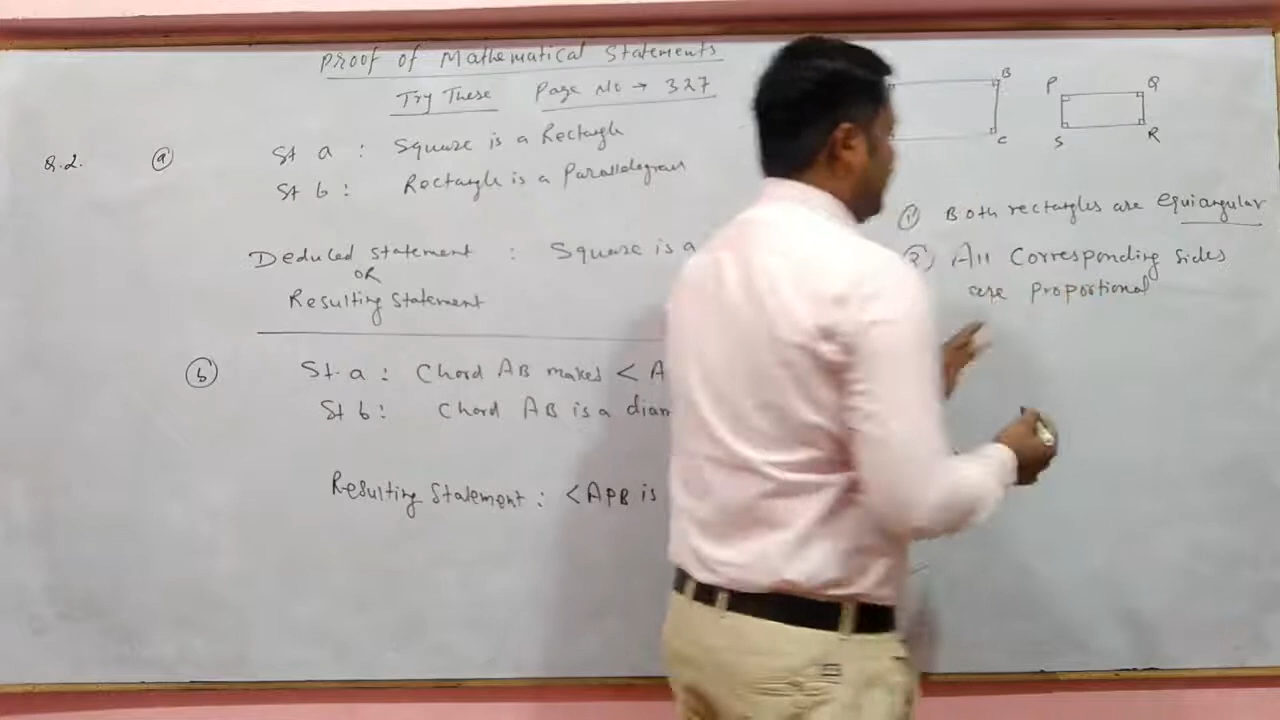 Proof of Mathematical Statements
Try These Page No → 327
Q.2. (a) St a : Square is a Rectangle
St b : Rectangle is a Parallelogram
Deduced Statement : Square is a
OR
Resulting Statement
(b) St. a : Chord AB makes < A
St b : Chord AB is a diam
Resulting Statement : <APB is
B
C
P Q
S R
(1) Both rectangles are equiangular
(2) All Corresponding sides
are Proportional